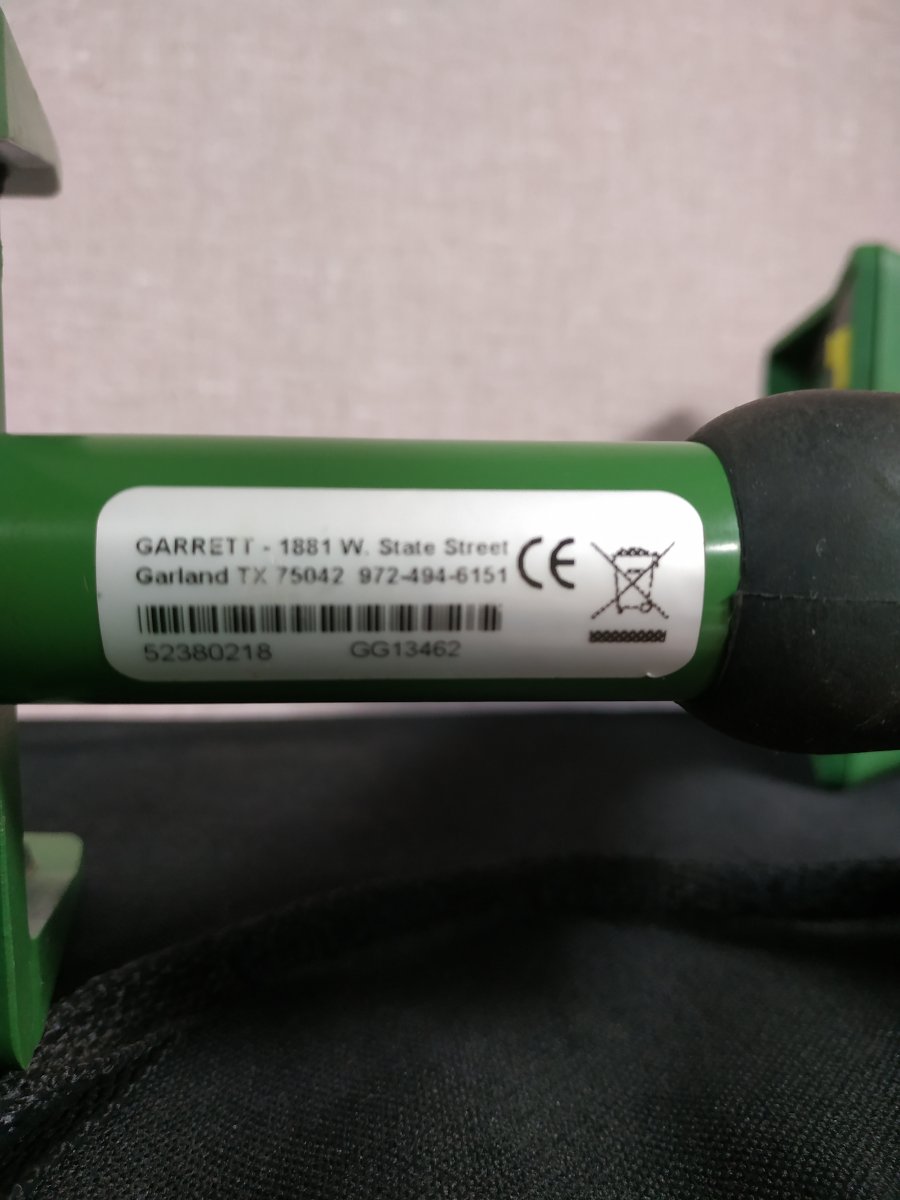 GARRETT - 1881 W. State Street
Garland TX 75042 972-494-6151
CE
52380218 GG13462